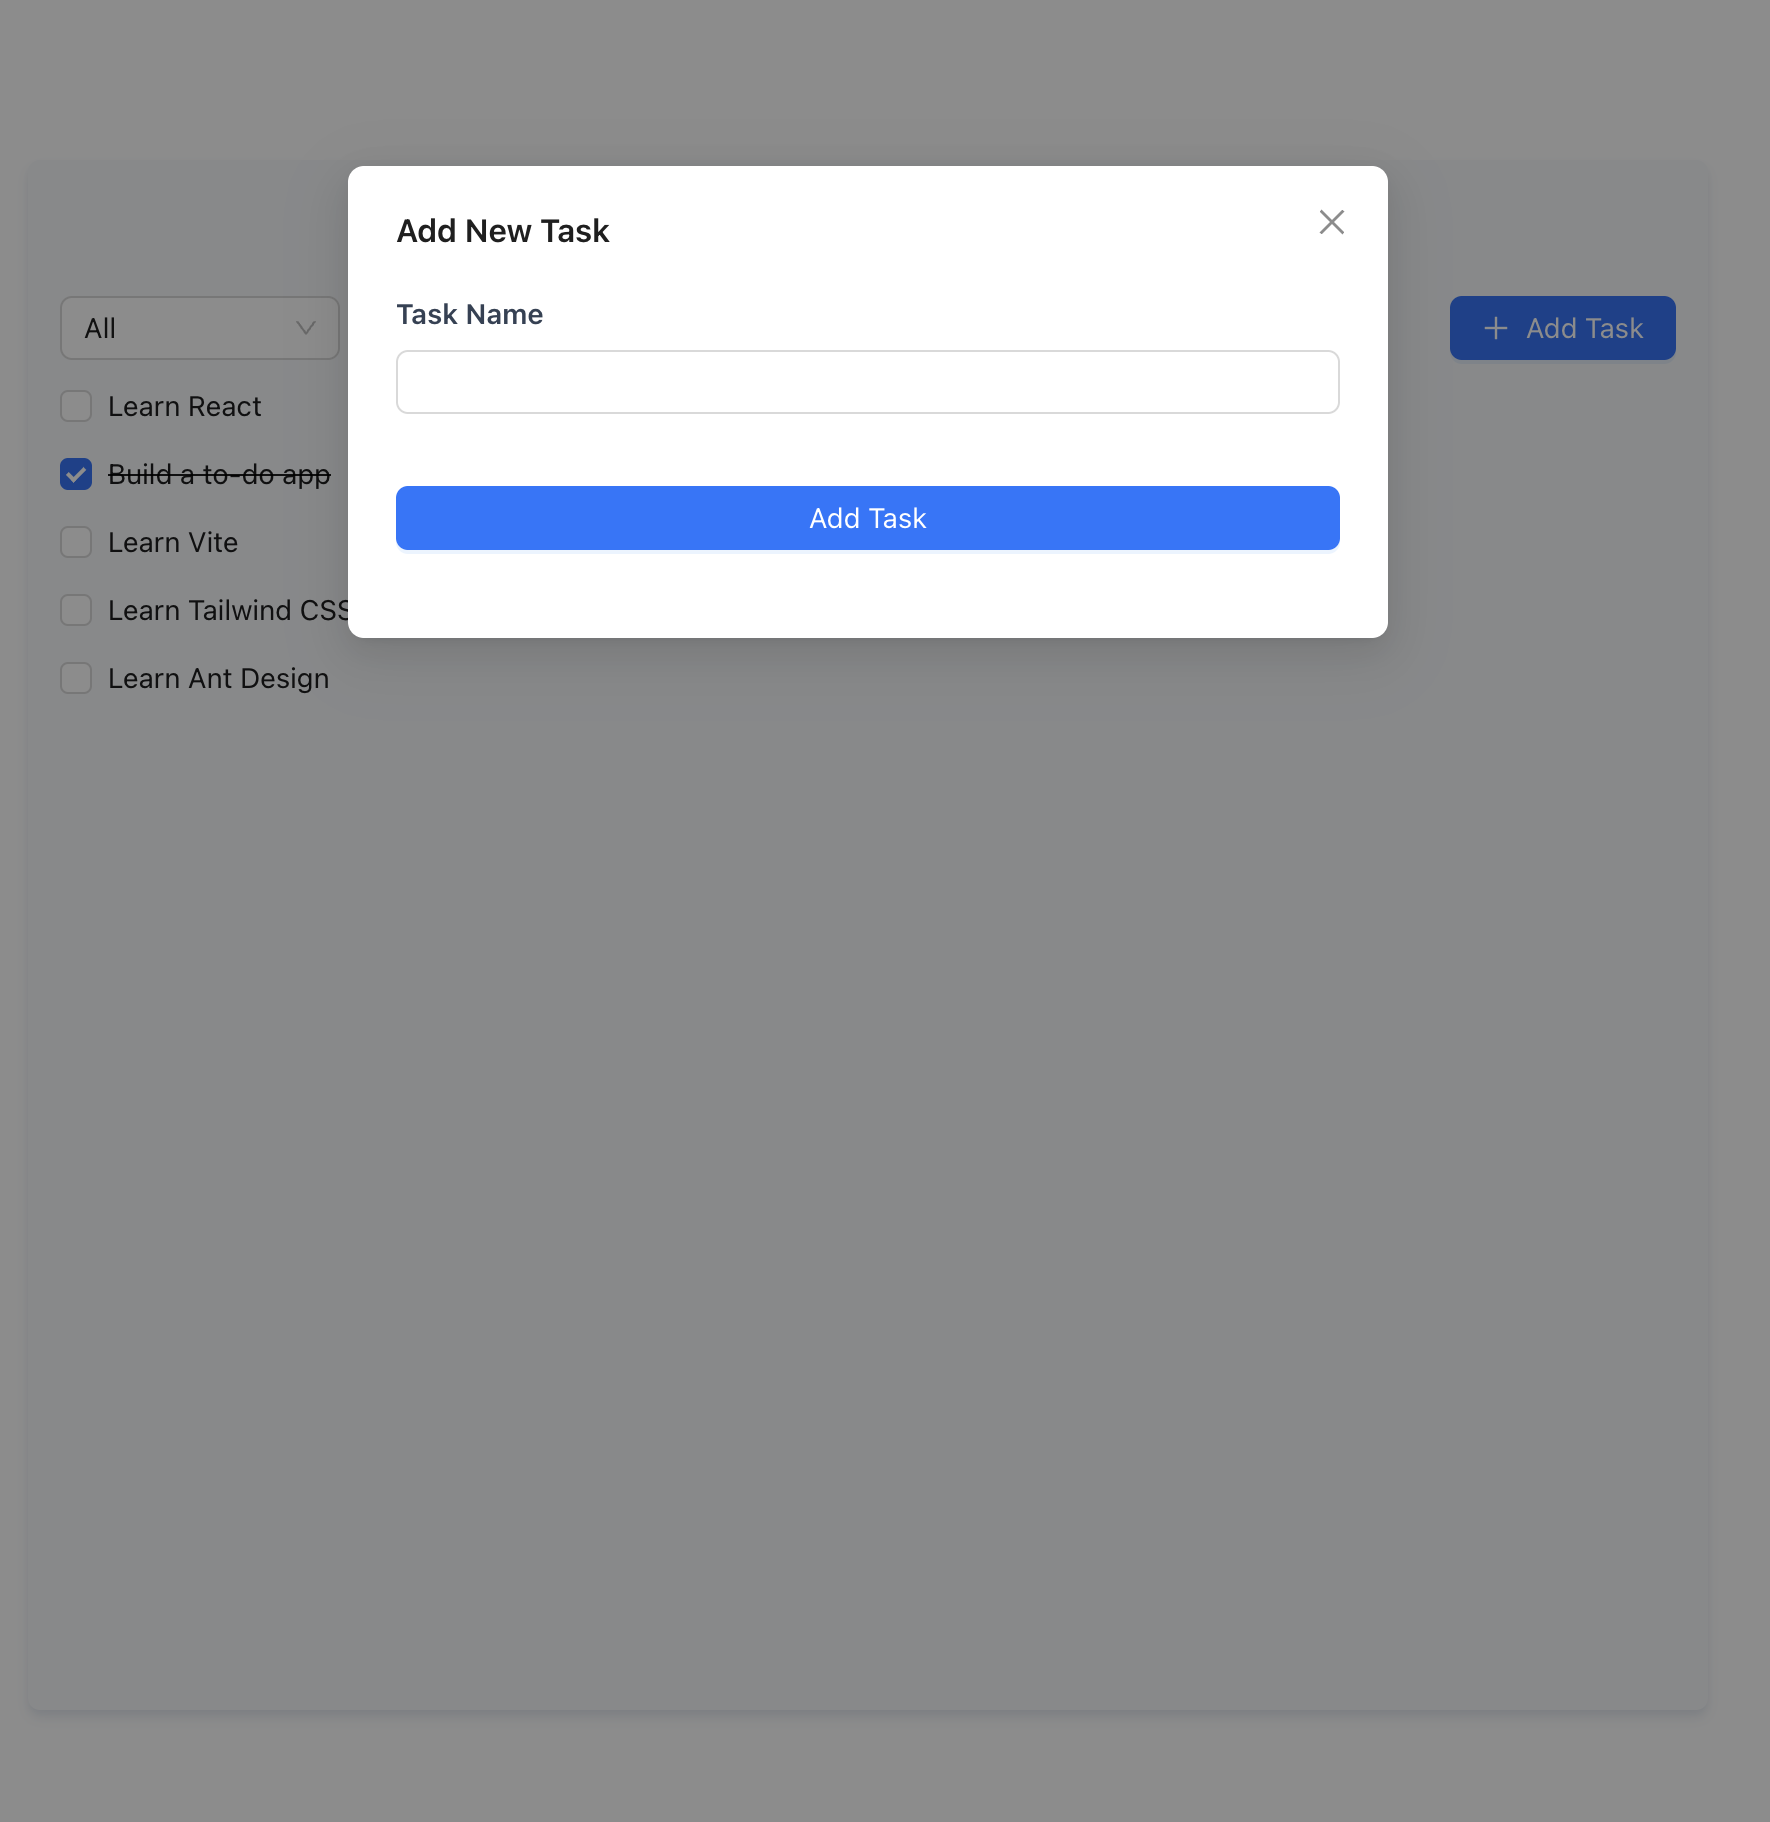 Add New Task
Task Name
Add Task
All
Add Task
Learn React
Build a to-do app
Learn Vite
Learn Tailwind CSS
Learn Ant Design